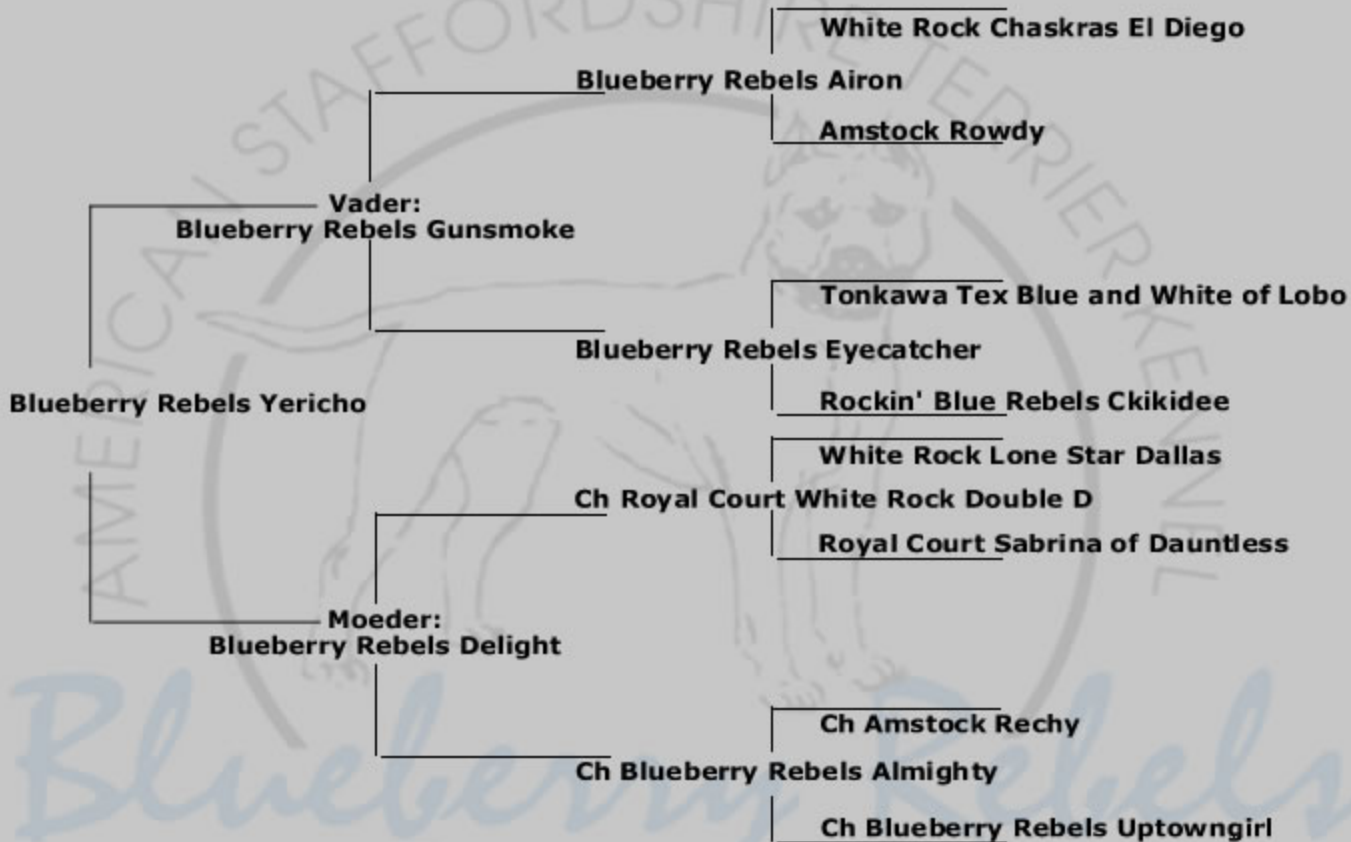 AMERICAN STAFFORDSHIRE TERRIER KENNEL
White Rock Chaskras El Diego
Blueberry Rebels Airon
Amstock Rowdy
Vader:
Blueberry Rebels Gunsmoke
Tonkawa Tex Blue and White of Lobo
Blueberry Rebels Eyecatcher
Rockin' Blue Rebels Ckikidee
Blueberry Rebels Yericho
White Rock Lone Star Dallas
Ch Royal Court White Rock Double D
Royal Court Sabrina of Dauntless
Moeder:
Blueberry Rebels Delight
Ch Amstock Rechy
Ch Blueberry Rebels Almighty
Ch Blueberry Rebels Uptowngirl
Blueberry Rebels